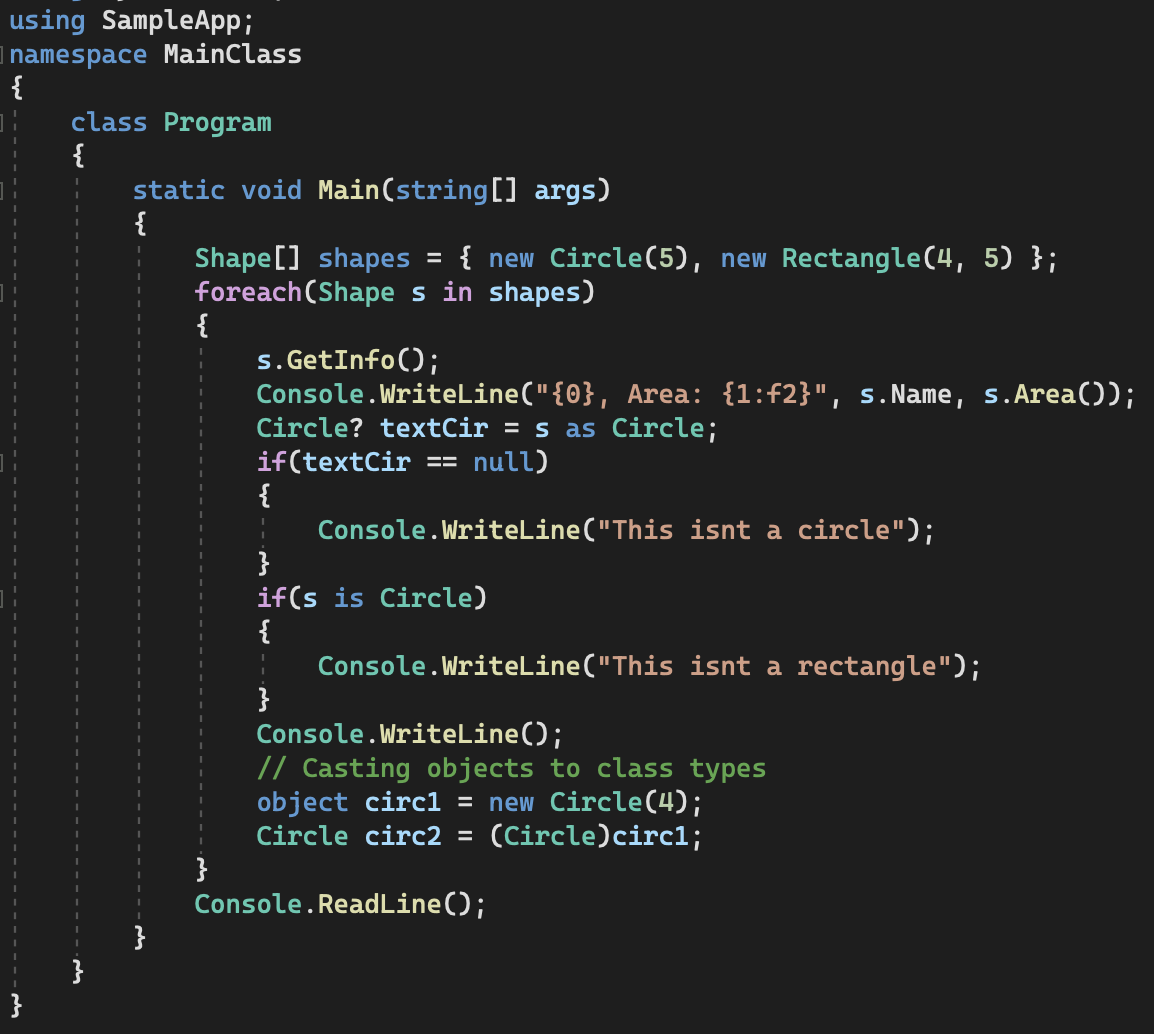 using SampleApp;
namespace MainClass
{
    class Program
    {
        static void Main(string[] args)
        {
            Shape[] shapes = { new Circle(5), new Rectangle(4, 5) };
            foreach(Shape s in shapes)
            {
                s.GetInfo();
                Console.WriteLine("{0}, Area: {1:f2}", s.Name, s.Area());
                Circle? textCir = s as Circle;
                if(textCir == null)
                {
                    Console.WriteLine("This isnt a circle");
                }
                if(s is Circle)
                {
                    Console.WriteLine("This isnt a rectangle");
                }
                Console.WriteLine();
                // Casting objects to class types
                object circ1 = new Circle(4);
                Circle circ2 = (Circle)circ1;
            }
            Console.ReadLine();
        }
    }
}